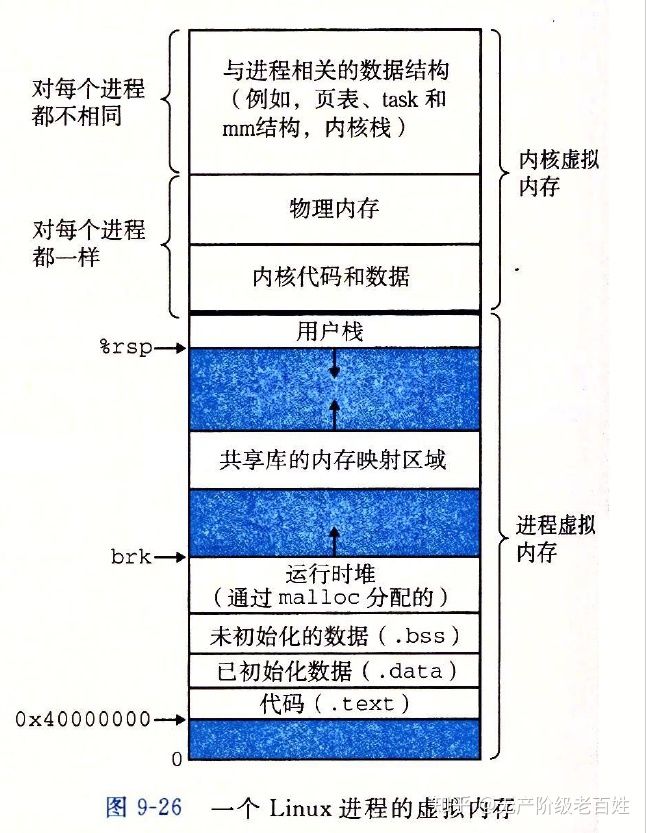 对每个进程
都不相同
与进程相关的数据结构
（例如，页表、task 和
mm结构，内核栈）
内核虚拟
内存
对每个进程
都一样
物理内存
内核代码和数据
用户栈
%rsp
共享库的内存映射区域
进程虚拟
内存
brk
运行时堆
（通过 malloc 分配的）
未初始化的数据（.bss）
已初始化数据（.data）
代码（.text）
0x40000000
0
图 9-26 一个 Linux 进程的虚拟内存
知乎 @无产阶级老百姓